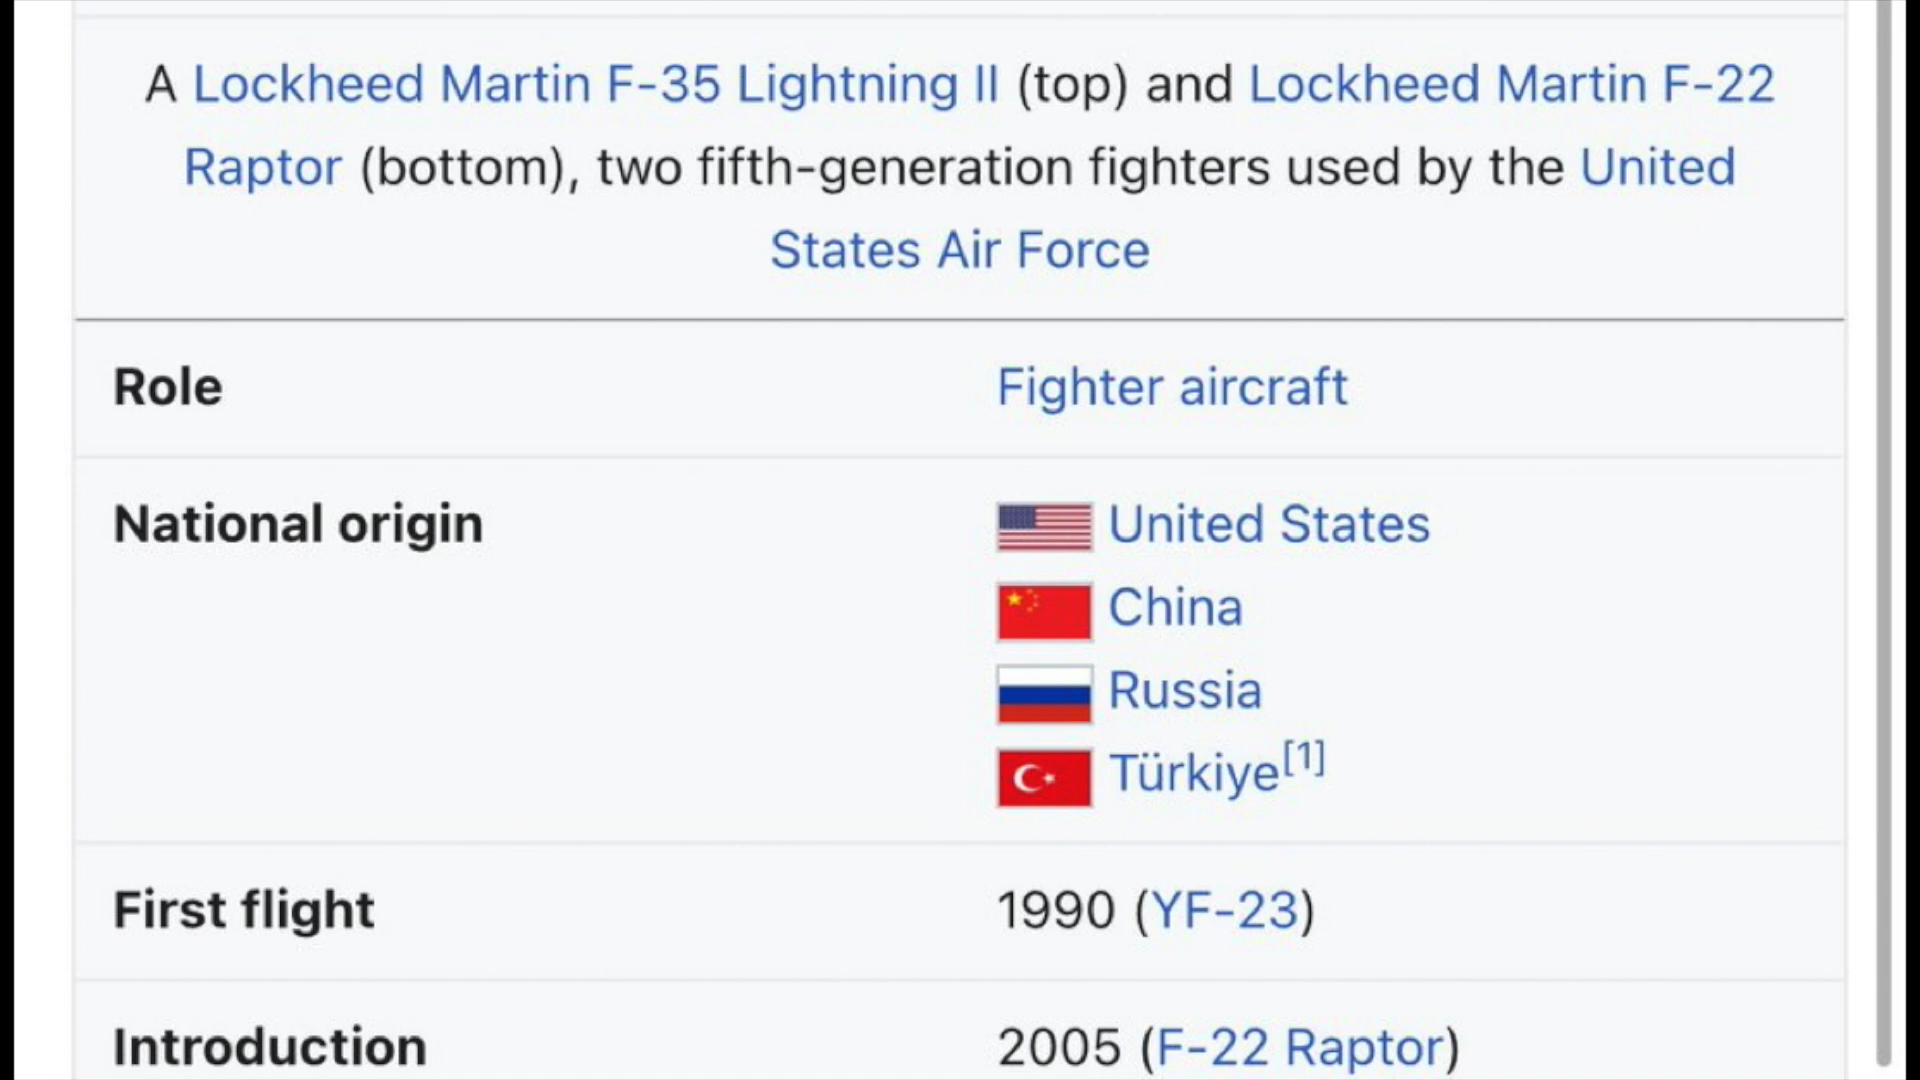 A Lockheed Martin F-35 Lightning II (top) and Lockheed Martin F-22
Raptor (bottom), two fifth-generation fighters used by the United
States Air Force
Role Fighter aircraft
National origin United States
China
Russia
Türkiye[1]
First flight 1990 (YF-23)
Introduction 2005 (F-22 Raptor)